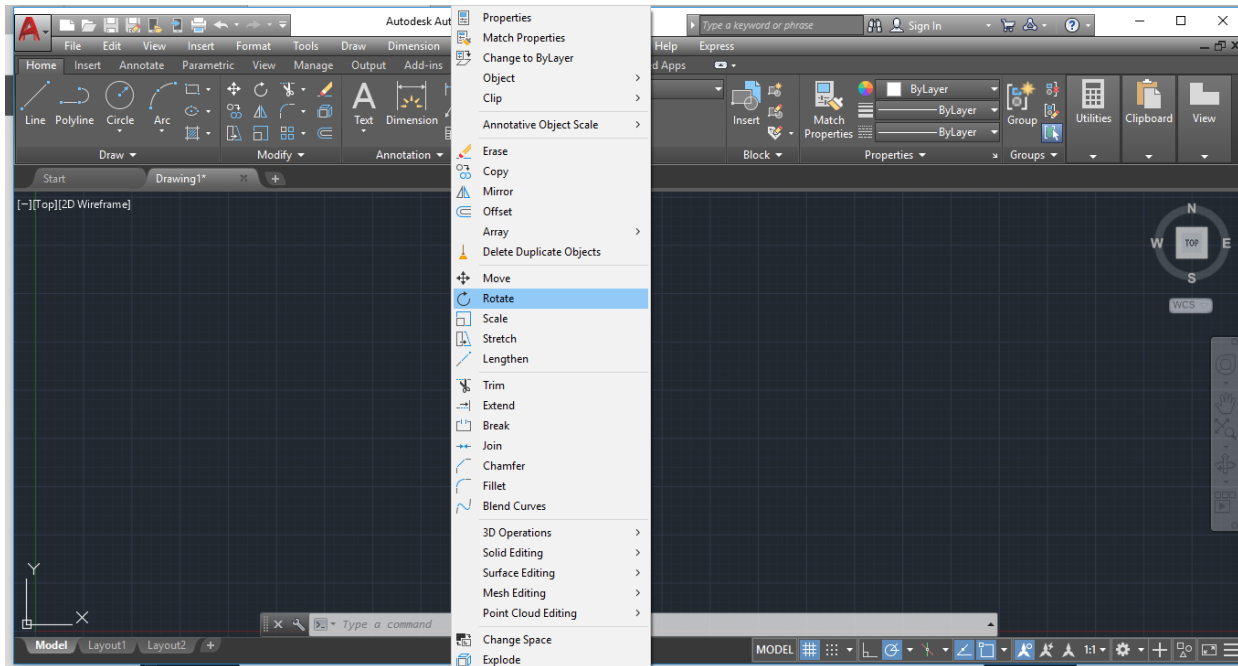 Autodesk Aut
Type a keyword or phrase
Sign In
File Edit View Insert Format Tools Draw Dimension
Help Express
Home Insert Annotate Parametric View Manage Output Add-ins
d Apps
Line Polyline Circle Arc
Text Dimension
Insert
Match Properties
ByLayer
ByLayer
ByLayer
Group
Utilities Clipboard View
Draw Modify Annotation
Block Properties Groups
Start Drawing1*
[−][Top][2D Wireframe]
Properties
Match Properties
Change to ByLayer
Object
Clip
Annotative Object Scale
Erase
Copy
Mirror
Offset
Array
Delete Duplicate Objects
Move
Rotate
Scale
Stretch
Lengthen
Trim
Extend
Break
Join
Chamfer
Fillet
Blend Curves
3D Operations
Solid Editing
Surface Editing
Mesh Editing
Point Cloud Editing
Change Space
Explode
N
W TOP E
S
WCS
Y
X
Type a command
Model Layout1 Layout2
MODEL
1:1